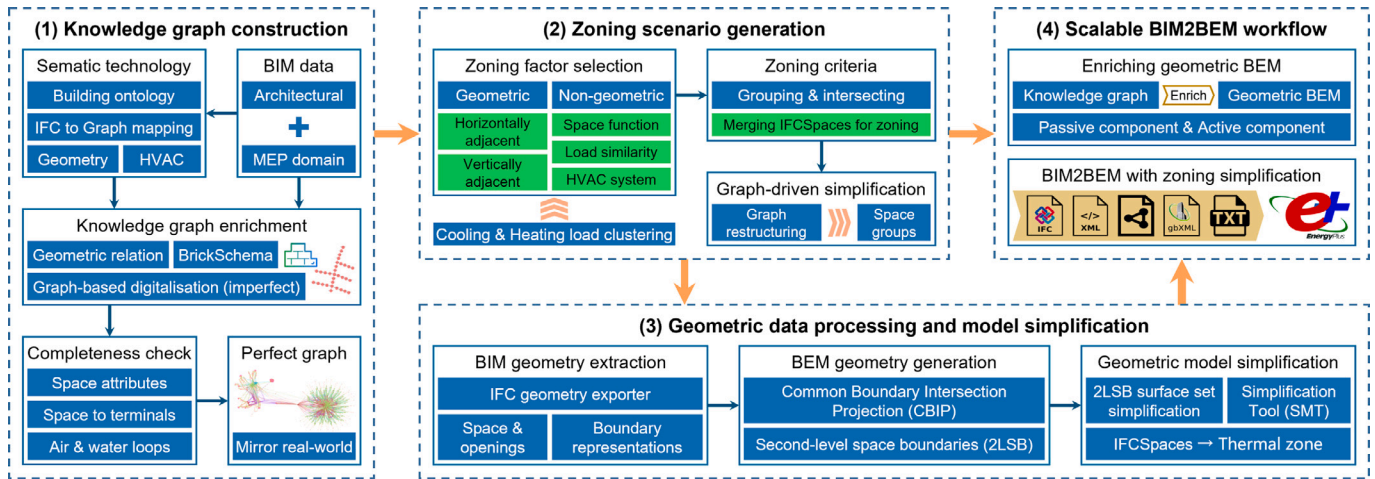 (1) Knowledge graph construction
Sematic technology
Building ontology
IFC to Graph mapping
Geometry
HVAC
BIM data
Architectural
MEP domain
Knowledge graph enrichment
Geometric relation
BrickSchema
Graph-based digitalisation (imperfect)
Completeness check
Space attributes
Space to terminals
Air & water loops
Perfect graph
Mirror real-world
(2) Zoning scenario generation
Zoning factor selection
Geometric
Non-geometric
Horizontally
adjacent
Vertically
adjacent
Space function
Load similarity
HVAC system
Cooling & Heating load clustering
Zoning criteria
Grouping & intersecting
Merging IFCSpaces for zoning
Graph-driven simplification
Graph
restructuring
Space
groups
(3) Geometric data processing and model simplification
BIM geometry extraction
IFC geometry exporter
Space &
openings
Boundary
representations
BEM geometry generation
Common Boundary Intersection
Projection (CBIP)
Second-level space boundaries (2LSB)
Geometric model simplification
2LSB surface set
simplification
Simplification
Tool (SMT)
IFCSpaces → Thermal zone
(4) Scalable BIM2BEM workflow
Enriching geometric BEM
Knowledge graph
Enrich
Geometric BEM
Passive component & Active component
BIM2BEM with zoning simplification
IFC
</>
XML
gbXML
TXT
e+
EnergyPlus